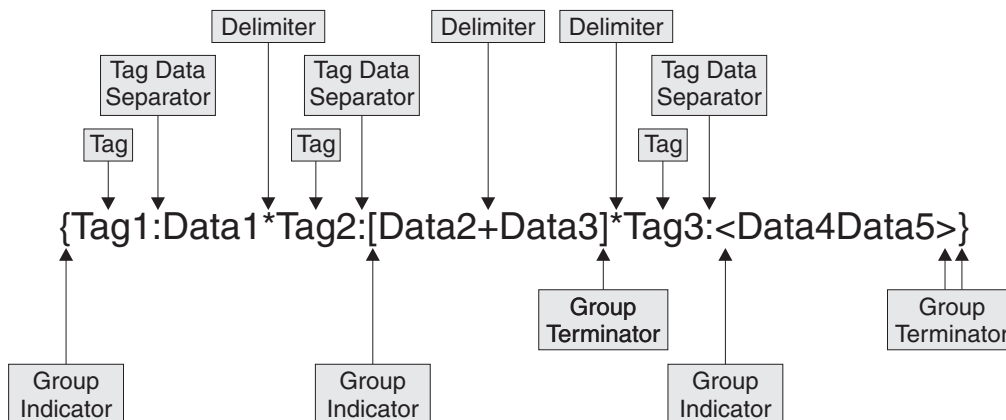 Delimiter Delimiter Delimiter
Tag Data
Separator
Tag Data
Separator
Tag Data
Separator
Tag Tag Tag
{Tag1:Data1*Tag2:[Data2+Data3]*Tag3:<Data4Data5>}
Group
Terminator
Group
Terminator
Group
Indicator
Group
Indicator
Group
Indicator